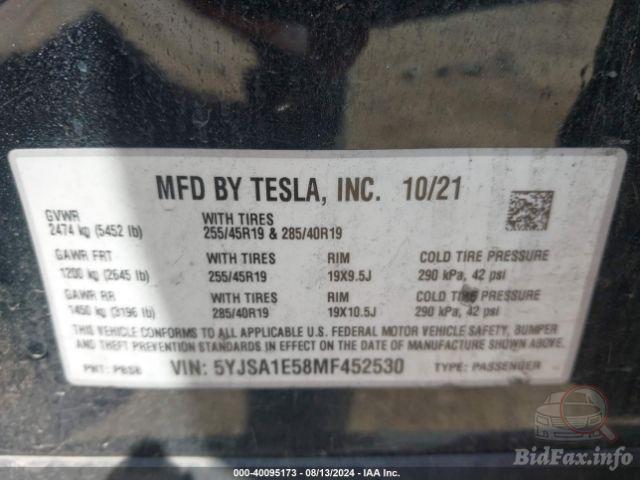 MFD BY TESLA, INC. 10/21
GVWR
2474 kg (5452 lb)
WITH TIRES
255/45R19 & 285/40R19
GAWR FRT WITH TIRES RIM COLD TIRE PRESSURE
1200 kg (2645 lb) 255/45R19 19X9.5J 290 kPa, 42 psi
GAWR RR WITH TIRES RIM COLD TIRE PRESSURE
1450 kg (3196 lb) 285/40R19 19X10.5J 290 kPa, 42 psi
THIS VEHICLE CONFORMS TO ALL APPLICABLE U.S. FEDERAL MOTOR VEHICLE SAFETY, BUMPER
AND THEFT PREVENTION STANDARDS IN EFFECT ON THE DATE OF MANUFACTURE SHOWN ABOVE.
PNT: PBSB VIN: 5YJSA1E58MF452530 TYPE: PASSENGER
BidFax.info
000-40095173 - 08/13/2024 - IAA Inc.